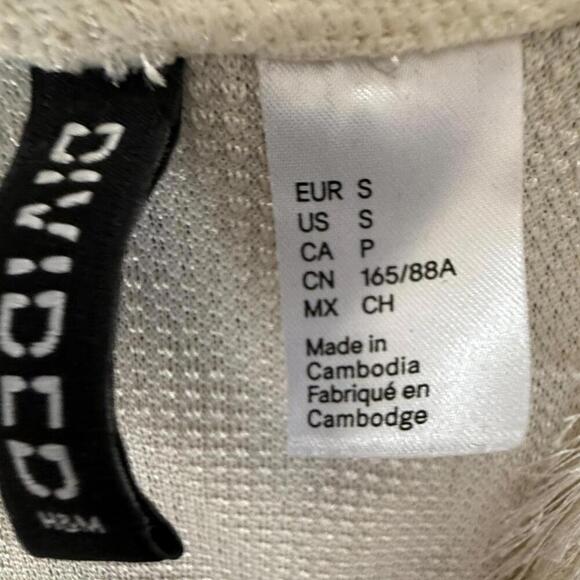 DIVIDED
H&M
EUR S
US S
CA P
CN 165/88A
MX CH
Made in
Cambodia
Fabriqué en
Cambodge